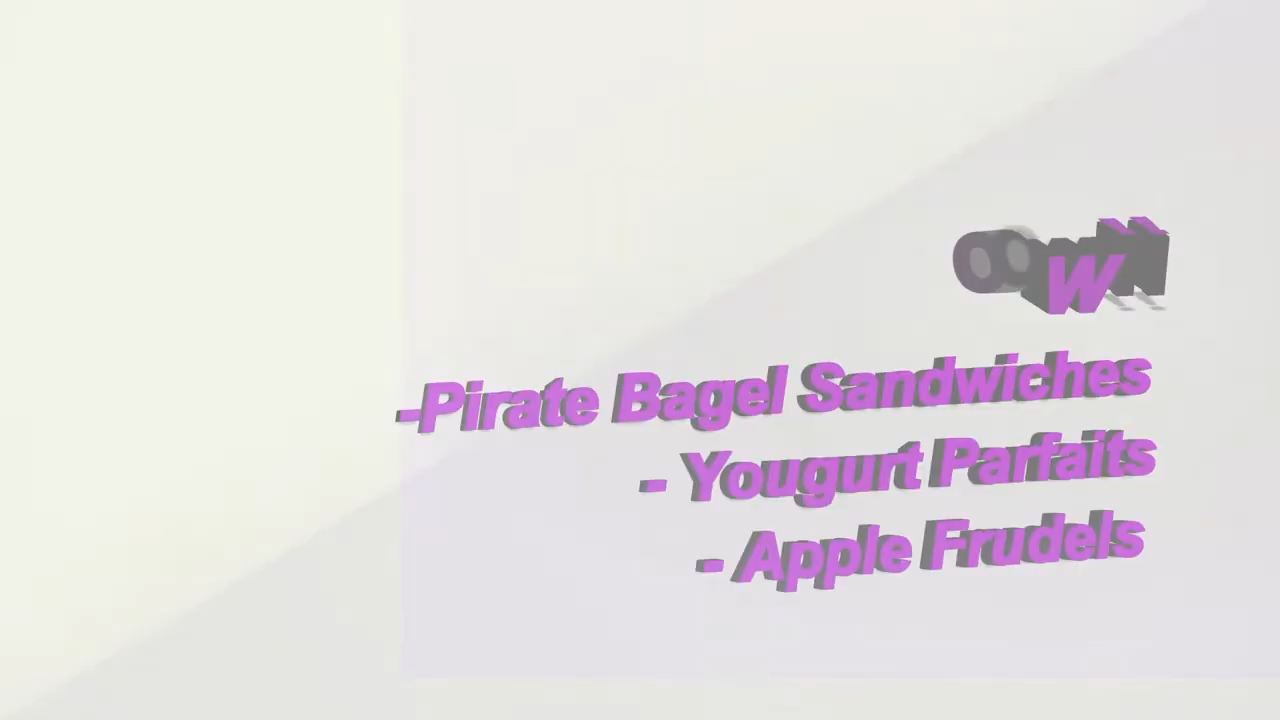 W
-Pirate Bagel Sandwiches
- Yougurt Parfaits
- Apple Frudels